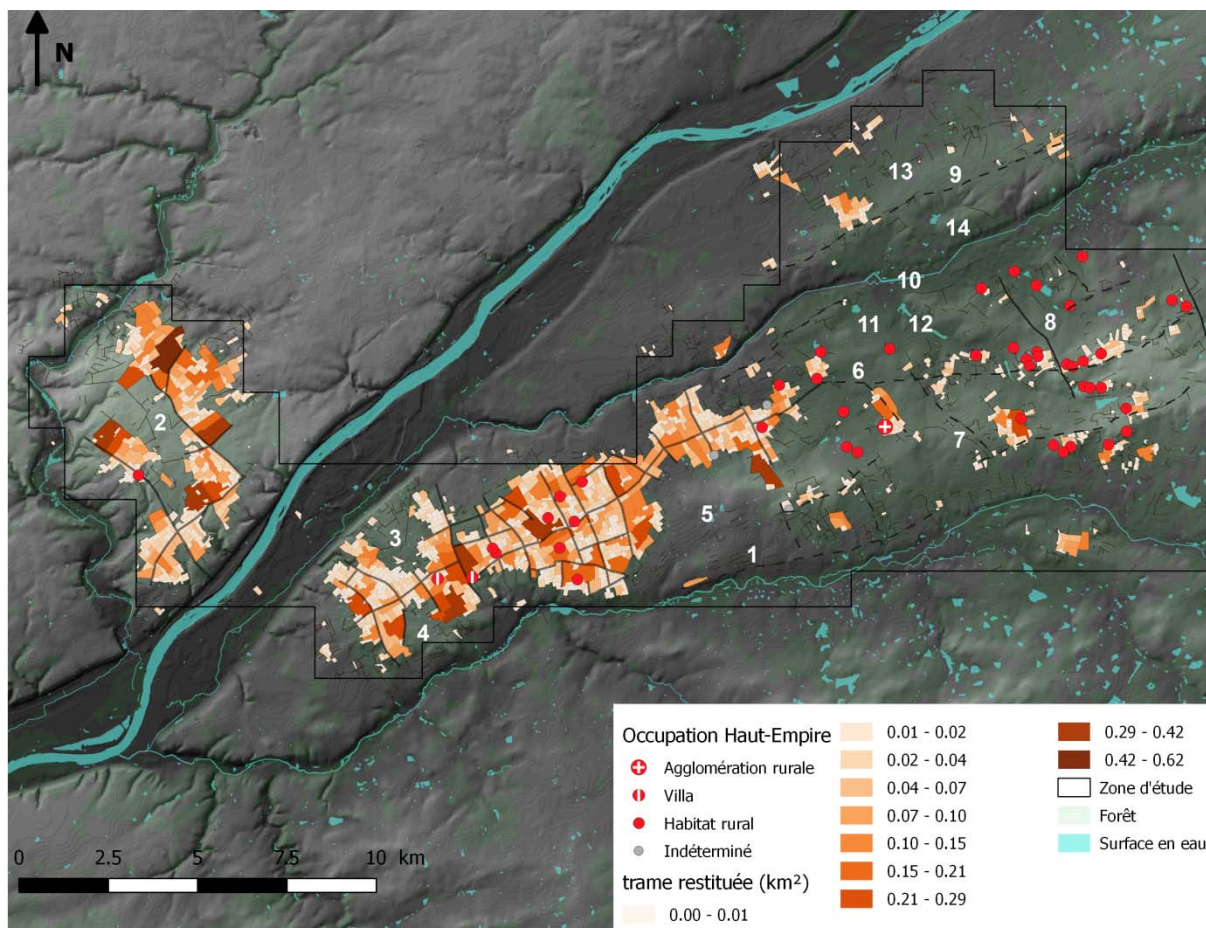 N
13
9
14
10
11
12
8
6
2
7
5
3
1
4
0 2.5 5 7.5 10 km
Occupation Haut-Empire
Agglomération rurale
Villa
Habitat rural
Indéterminé
trame restituée (km²)
0.00 - 0.01
0.01 - 0.02
0.02 - 0.04
0.04 - 0.07
0.07 - 0.10
0.10 - 0.15
0.15 - 0.21
0.21 - 0.29
0.29 - 0.42
0.42 - 0.62
Zone d'étude
Forêt
Surface en eau